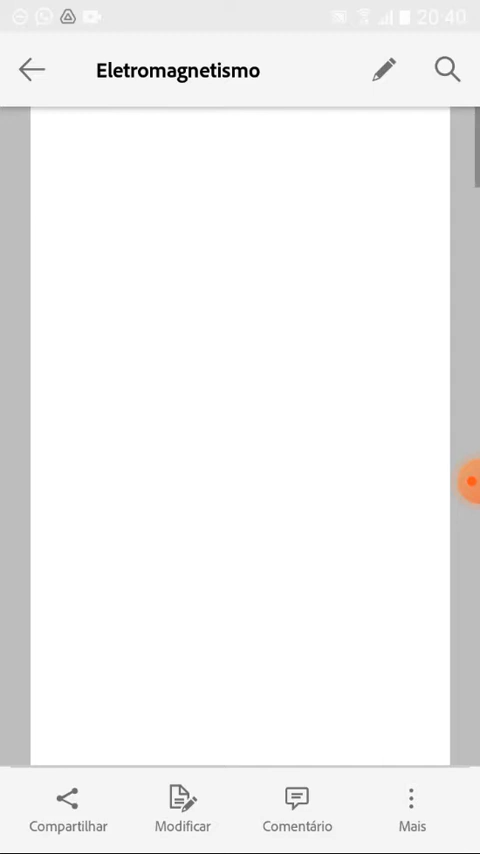 20:40
Eletromagnetismo
Compartilhar
Modificar
Comentário
Mais